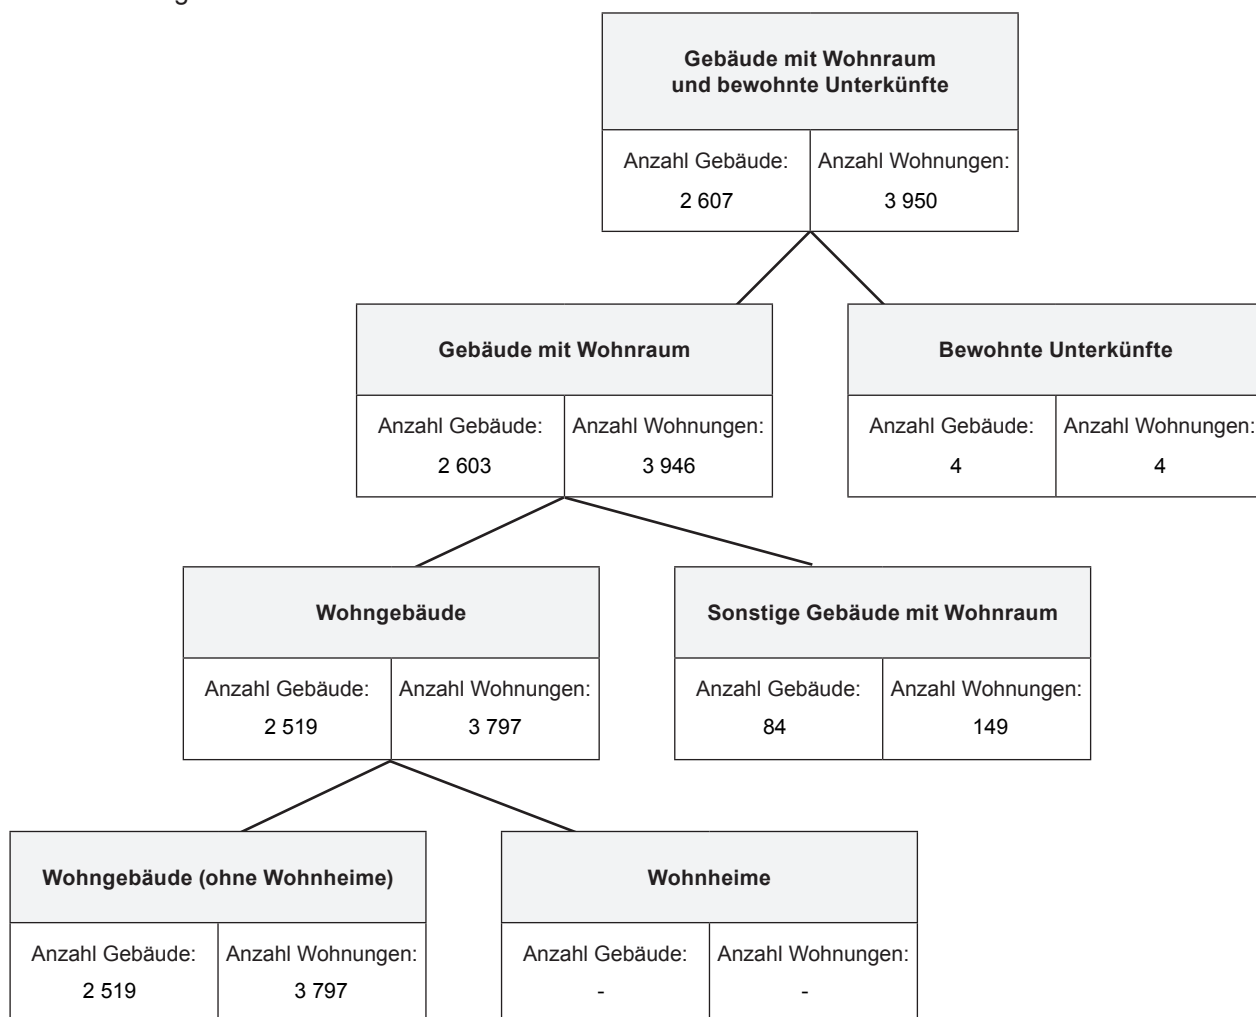 Gebäude mit Wohnraum
und bewohnte Unterkünfte
Anzahl Gebäude: Anzahl Wohnungen:
2 607 3 950
Gebäude mit Wohnraum Bewohnte Unterkünfte
Anzahl Gebäude: Anzahl Wohnungen: Anzahl Gebäude: Anzahl Wohnungen:
2 603 3 946 4 4
Wohngebäude Sonstige Gebäude mit Wohnraum
Anzahl Gebäude: Anzahl Wohnungen: Anzahl Gebäude: Anzahl Wohnungen:
2 519 3 797 84 149
Wohngebäude (ohne Wohnheime) Wohnheime
Anzahl Gebäude: Anzahl Wohnungen: Anzahl Gebäude: Anzahl Wohnungen:
2 519 3 797 - -